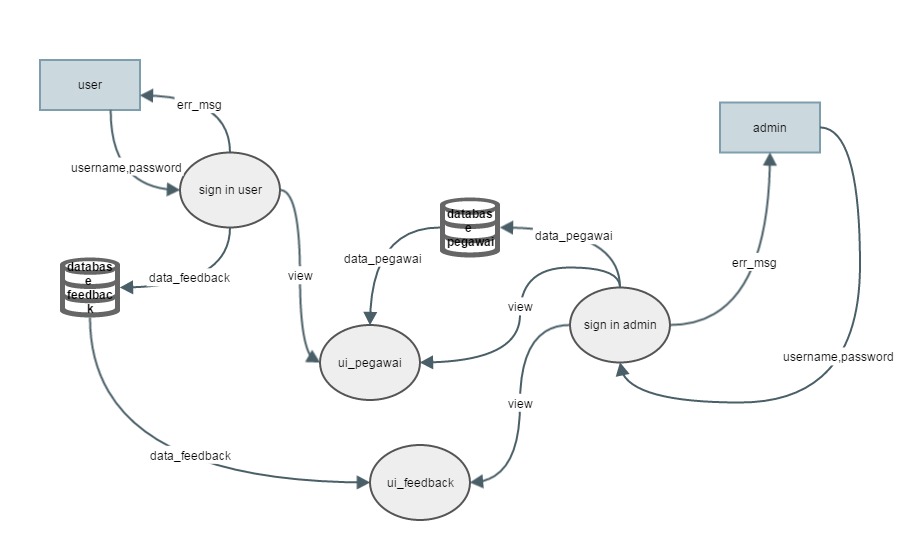 user
err_msg
admin
username,password
sign in user
databas
e
pegawai
data_pegawai
data_pegawai
err_msg
databas
e
feedbac
k
data_feedback
view
view
sign in admin
ui_pegawai
username,password
view
data_feedback
ui_feedback